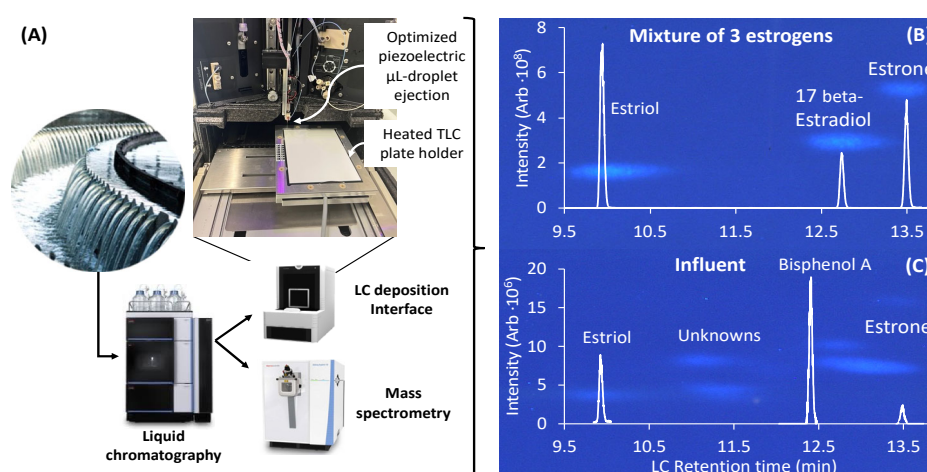 (A)
Optimized
piezoelectric
µL-droplet
ejection
Heated TLC
plate holder
LC deposition
Interface
Mass
spectrometry
Liquid
chromatography
Mixture of 3 estrogens
(B)
Intensity (Arb ·10⁸)
8
6
4
2
0
Estriol
17 beta-
Estradiol
Estrone
9.5 10.5 11.5 12.5 13.5
Influent
(C)
Intensity (Arb ·10⁶)
20
15
10
5
0
Estriol
Unknowns
Bisphenol A
Estrone
9.5 10.5 11.5 12.5 13.5
LC Retention time (min)